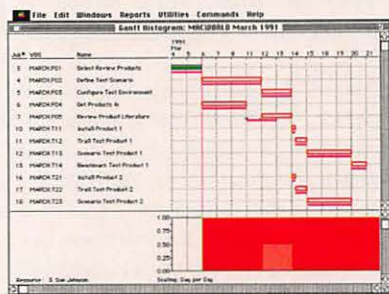 File Edit Windows Reports Utilities Commands Help
Gantt Histogram: MACWORLD March 1991
1991
Mar
Job# WBS Name 4 5 6 7 8 9 10 11 12 13 14 15 16 17 18 19 20 21
3 MARCH.P01 Select Review Products
4 MARCH.P02 Define Test Scenario
5 MARCH.P03 Configure Test Environment
6 MARCH.P04 Get Products In
7 MARCH.P05 Review Product Literature
10 MARCH.T11 Install Product 1
11 MARCH.T12 Trail Test Product 1
12 MARCH.T13 Scenario Test Product 1
13 MARCH.T14 Benchmark Test Product 1
16 MARCH.T21 Install Product 2
17 MARCH.T22 Trail Test Product 2
18 MARCH.T23 Scenario Test Product 2
1.00
0.75
0.50
0.25
0.00
Resource: 3 Sue Johnson Scaling: Day per Day